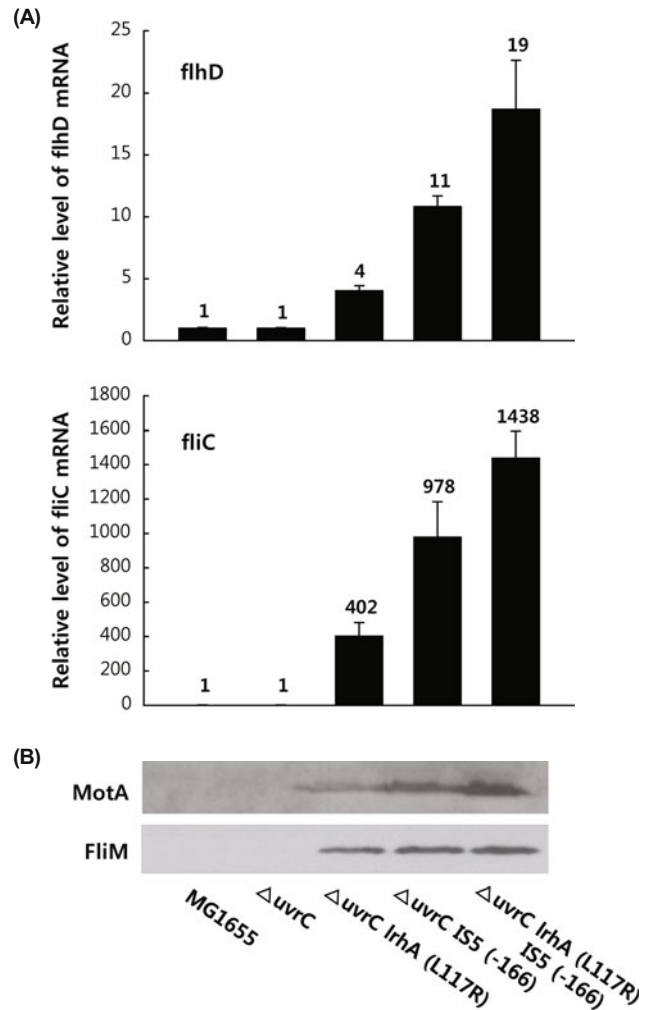 (A)
Relative level of flhD mRNA
25
20
15
10
5
0
flhD
1
1
4
11
19
Relative level of fliC mRNA
1800
1600
1400
1200
1000
800
600
400
200
0
fliC
1
1
402
978
1438
(B)
MotA
FliM
MG1655
△uvrC
△uvrC lrhA (L117R)
△uvrC IS5 (-166)
△uvrC lrhA (L117R)
IS5 (-166)